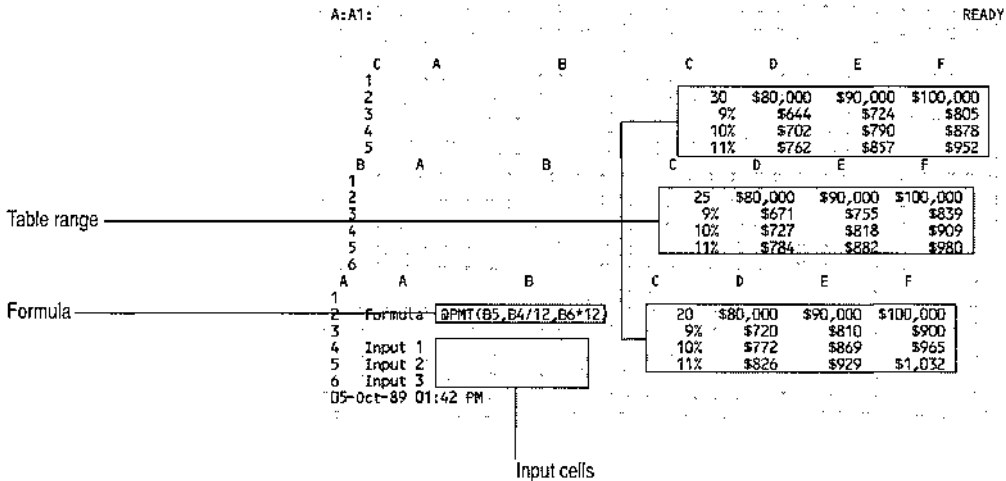 A:A1: READY
C A B C D E F
1
2 30 $80,000 $90,000 $100,000
3 9% $644 $724 $805
4 10% $702 $790 $878
5 11% $762 $857 $952
B A B C D E F
1
2 25 $80,000 $90,000 $100,000
Table range 3 9% $671 $755 $839
4 10% $727 $818 $909
5 11% $784 $882 $980
6
A A B C D E F
1
Formula 2 Formula @PMT(B5,B4/12,B6*12) 20 $80,000 $90,000 $100,000
3 9% $720 $810 $900
4 Input 1 10% $772 $869 $965
5 Input 2 11% $826 $929 $1,032
6 Input 3
05-Oct-89 01:42 PM
Input cells